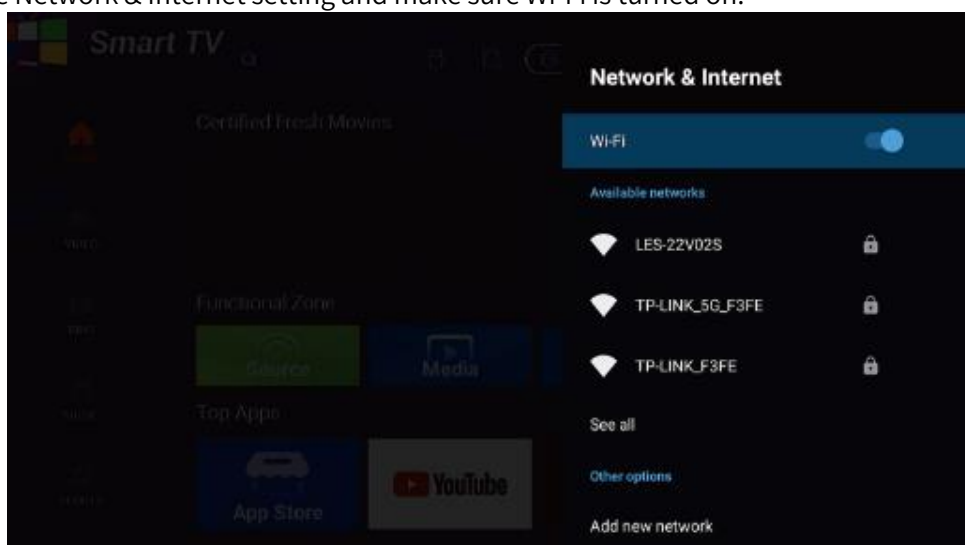 e Network & Internet setting and make sure Wi-Fi is turned on.
Smart TV
Certified Fresh Movies
Functional Zone
Source
Media
Top Apps
App Store
YouTube
Network & Internet
Wi-Fi
Available networks
LES-22V02S
TP-LINK_5G_F3FE
TP-LINK_F3FE
See all
Other options
Add new network